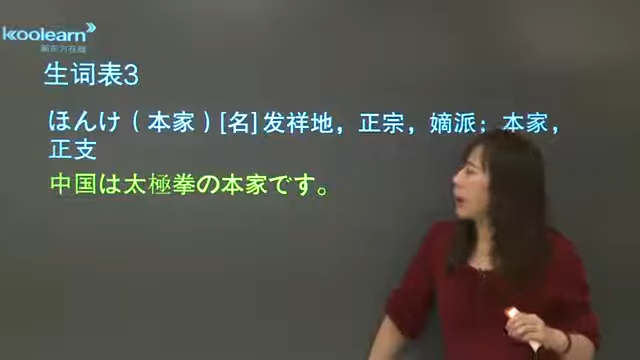 koolearn
新东方在线
生词表3
ほんけ（本家）[名]发祥地，正宗，嫡派；本家，
正支
中国は太極拳の本家です。